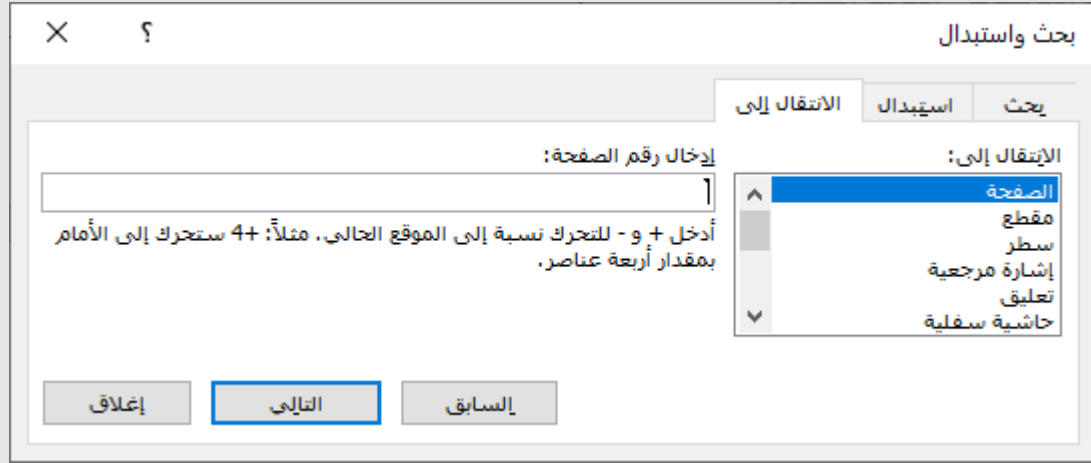 بحث واستبدال
؟
بحث
استبدال
الانتقال إلى
الانتقال إلى:
الصفحة
مقطع
سطر
إشارة مرجعية
تعليق
حاشية سفلية
إدخال رقم الصفحة:
أدخل + و - للتحرك نسبة إلى الموقع الحالي. مثلاً: +4 ستحرك إلى الأمام
بمقدار أربعة عناصر.
السابق
التالي
إغلاق